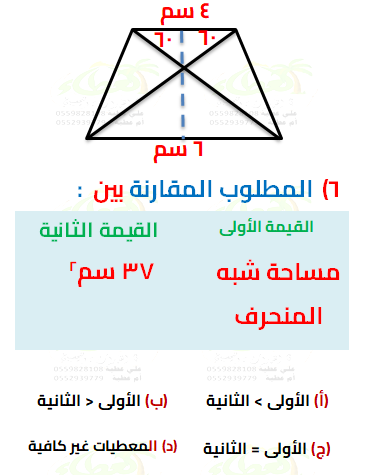 ٤ سم
٦٠ ٦٠
٦ سم
٦) المطلوب المقارنة بين :
القيمة الأولى القيمة الثانية
مساحة شبه المنحرف ٣٧ سم٢
(أ) الأولى > الثانية (ب) الأولى < الثانية
(ج) الأولى = الثانية (د) المعطيات غير كافية